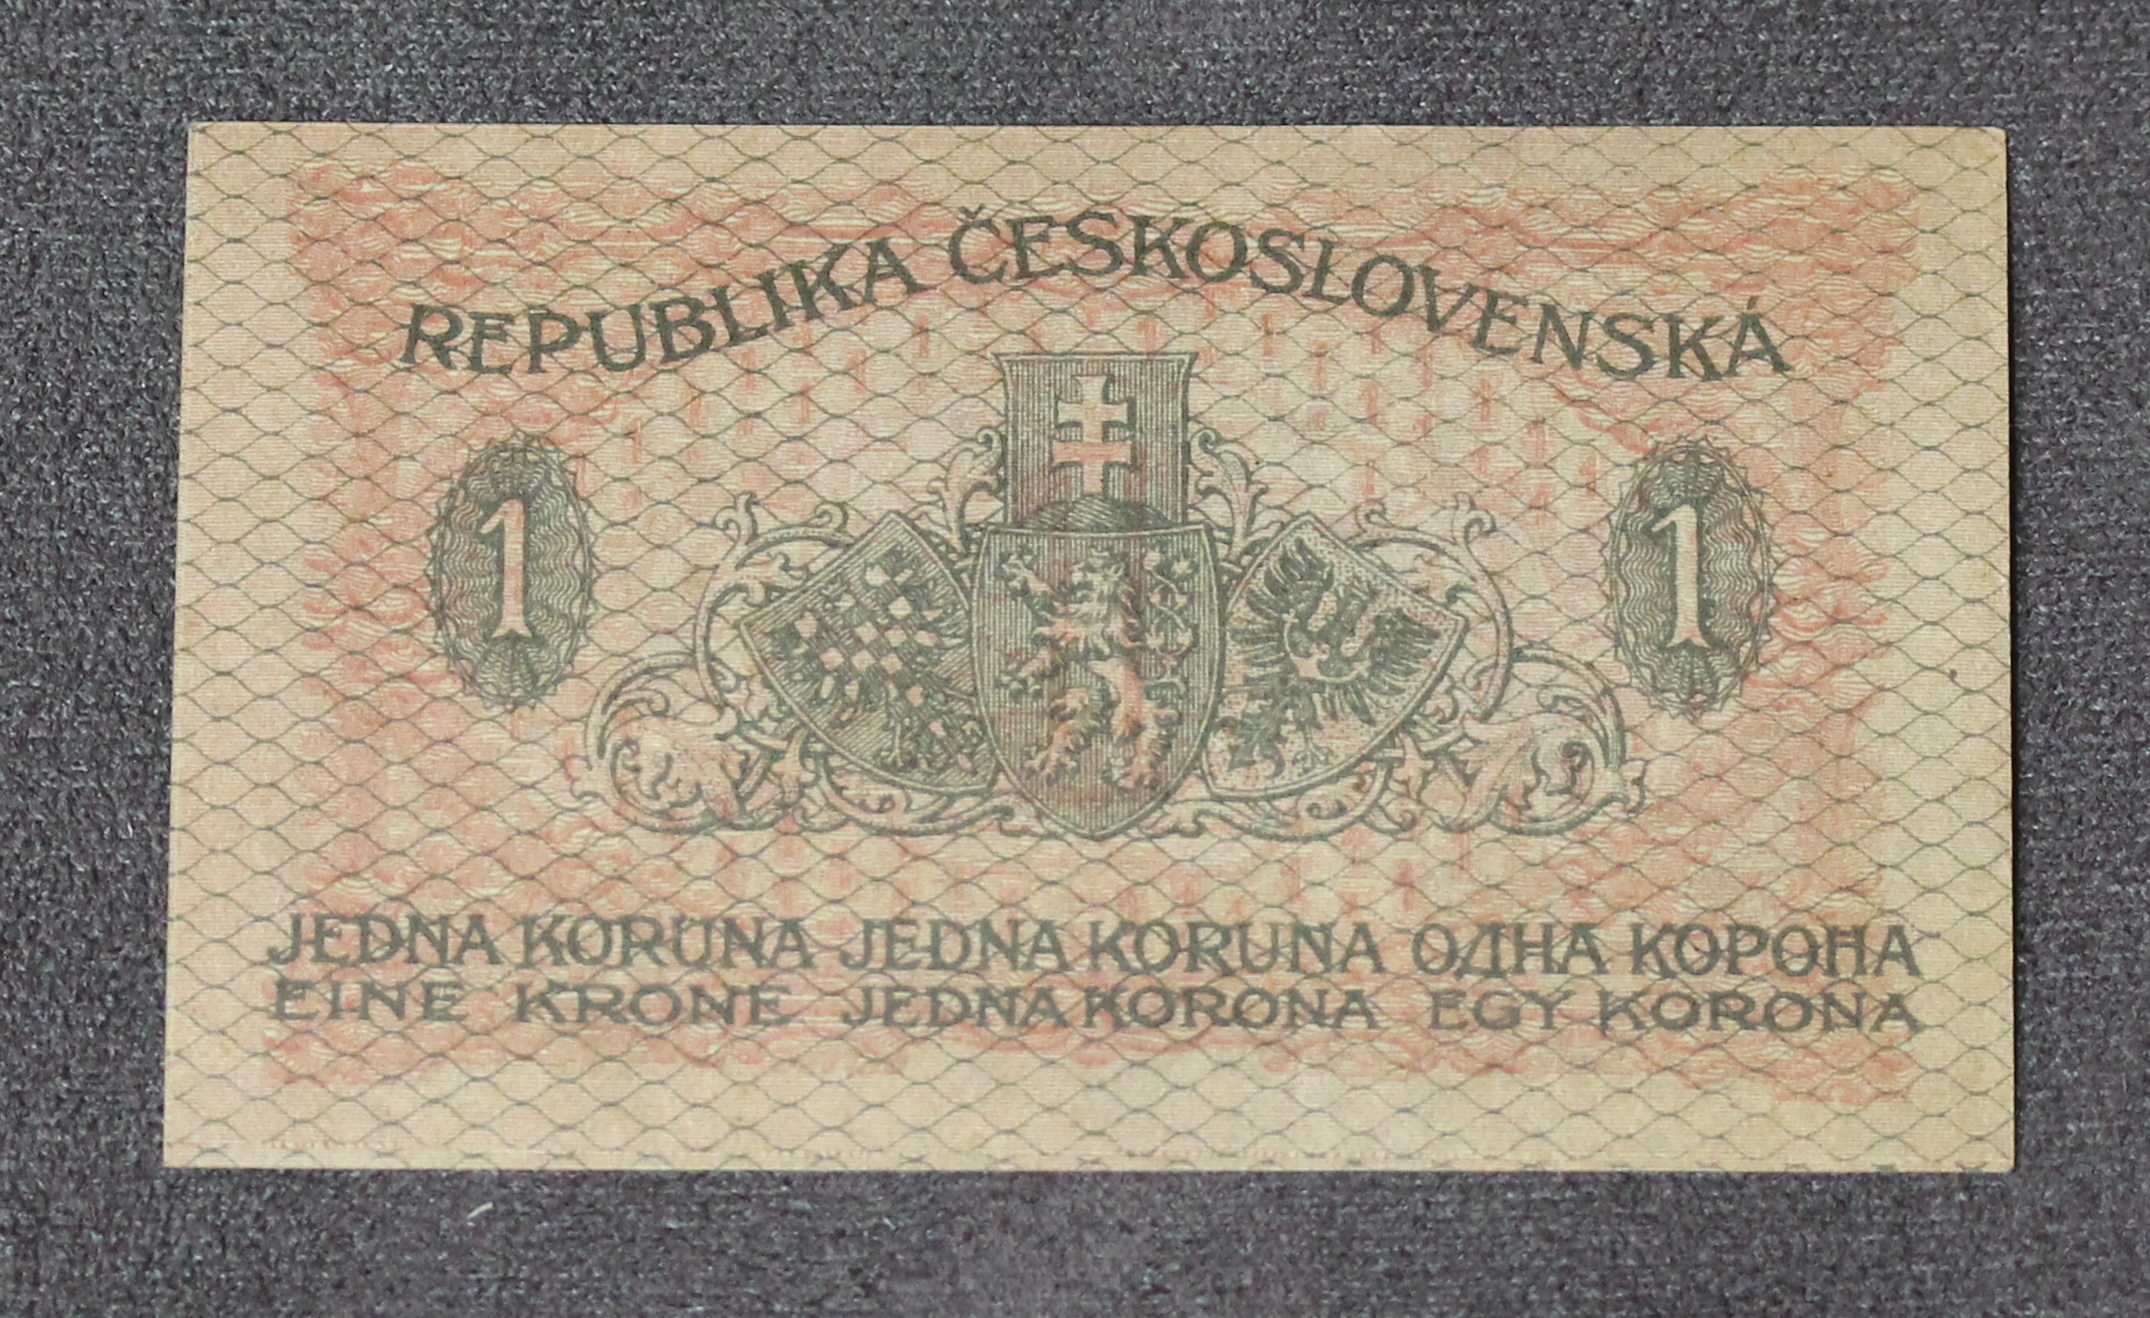 REPUBLIKA ČESKOSLOVENSKÁ
1 1
JEDNA KORUNA JEDNA KORUNA ОДНА КОРОНА
EINE KRONE JEDNA KORONA EGY KORONA